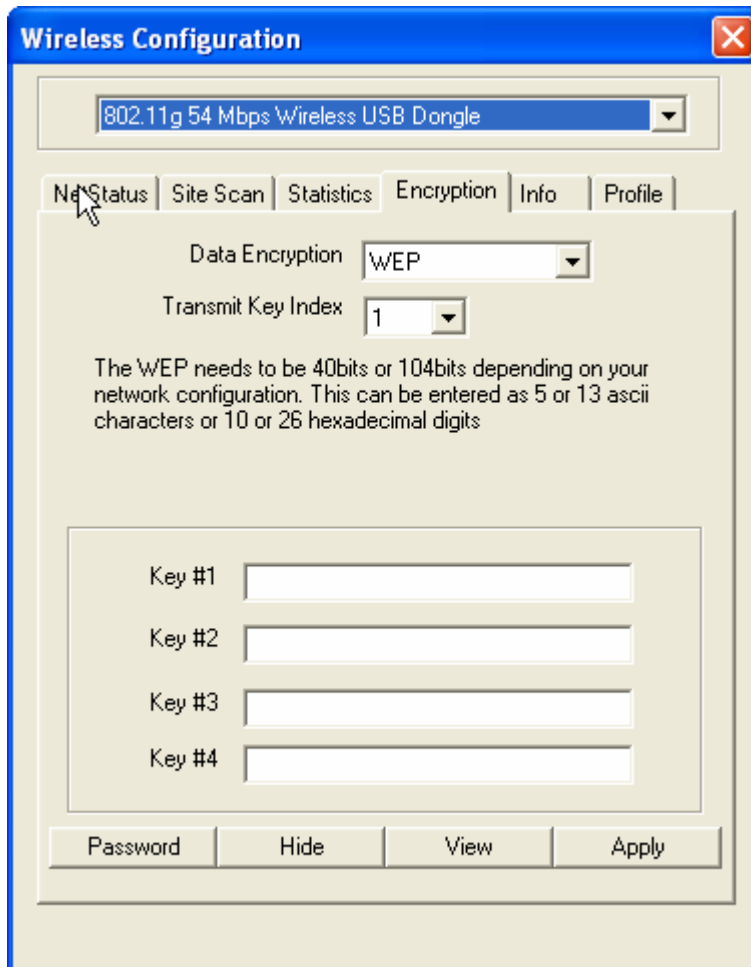 Wireless Configuration
802.11g 54 Mbps Wireless USB Dongle
Net Status Site Scan Statistics Encryption Info Profile
Data Encryption WEP
Transmit Key Index 1
The WEP needs to be 40bits or 104bits depending on your
network configuration. This can be entered as 5 or 13 ascii
characters or 10 or 26 hexadecimal digits
Key #1
Key #2
Key #3
Key #4
Password Hide View Apply